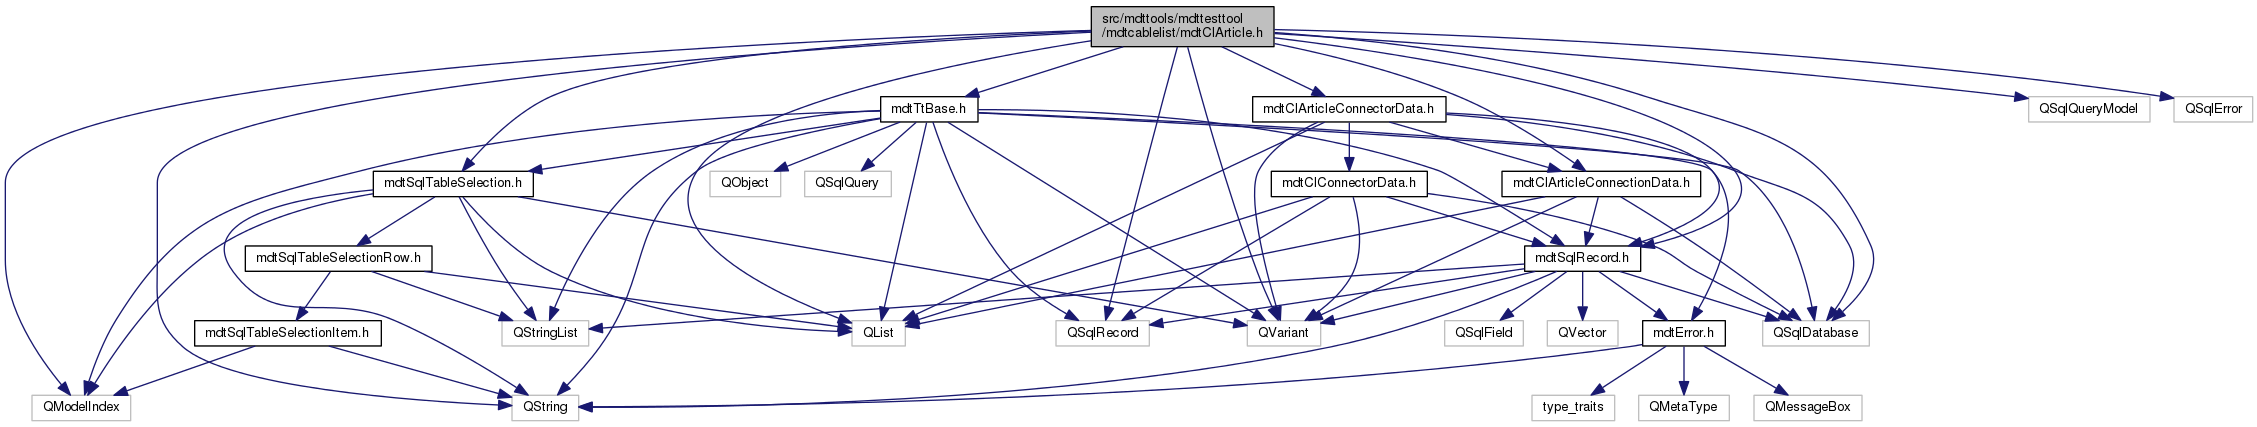 src/mdttools/mdttesttool
/mdtcablelist/mdtClArticle.h
mdtTtBase.h
mdtClArticleConnectorData.h
QSqlQueryModel
QSqlError
mdtSqlTableSelection.h
QObject
QSqlQuery
mdtClConnectorData.h
mdtClArticleConnectionData.h
mdtSqlTableSelectionRow.h
mdtSqlRecord.h
mdtSqlTableSelectionItem.h
QStringList
QList
QSqlRecord
QVariant
QSqlField
QVector
mdtError.h
QSqlDatabase
QModelIndex
QString
type_traits
QMetaType
QMessageBox